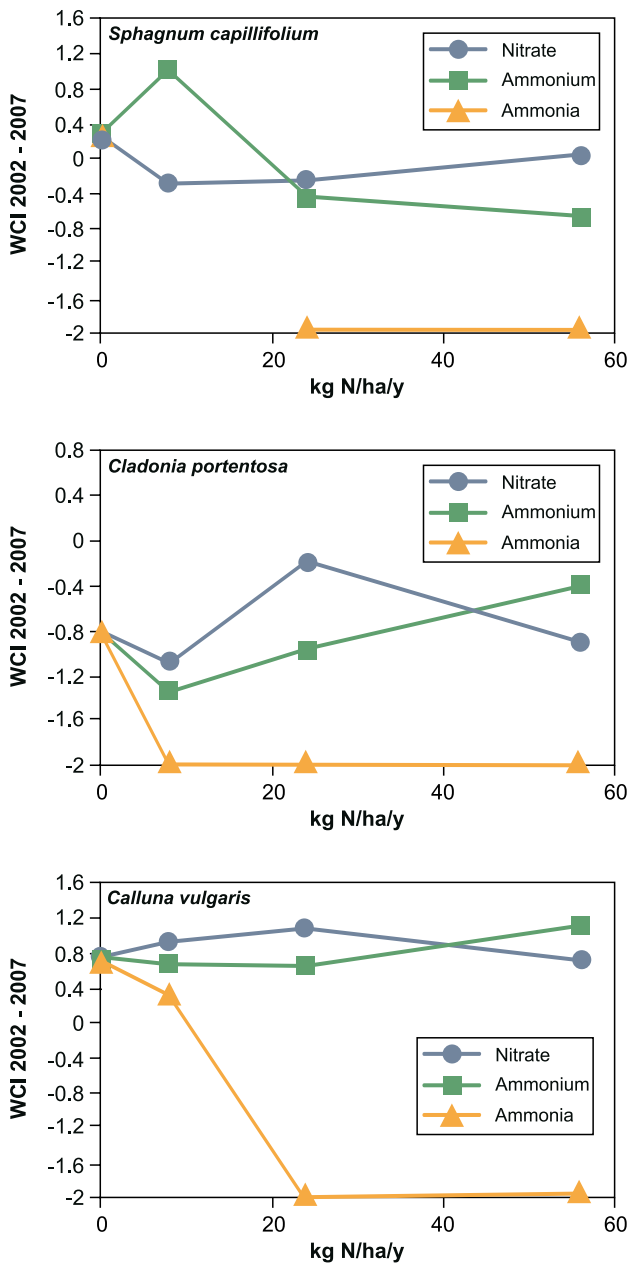 Sphagnum capillifolium
WCI 2002 - 2007
1.6
1.2
0.8
0.4
0
-0.4
-0.8
-1.2
-1.6
-2
Nitrate
Ammonium
Ammonia
0 20 40 60
kg N/ha/y
Cladonia portentosa
WCI 2002 - 2007
0.8
0.4
0
-0.4
-0.8
-1.2
-1.6
-2
Nitrate
Ammonium
Ammonia
0 20 40 60
kg N/ha/y
Calluna vulgaris
WCI 2002 - 2007
1.6
1.2
0.8
0.4
0
-0.4
-0.8
-1.2
-1.6
-2
Nitrate
Ammonium
Ammonia
0 20 40 60
kg N/ha/y